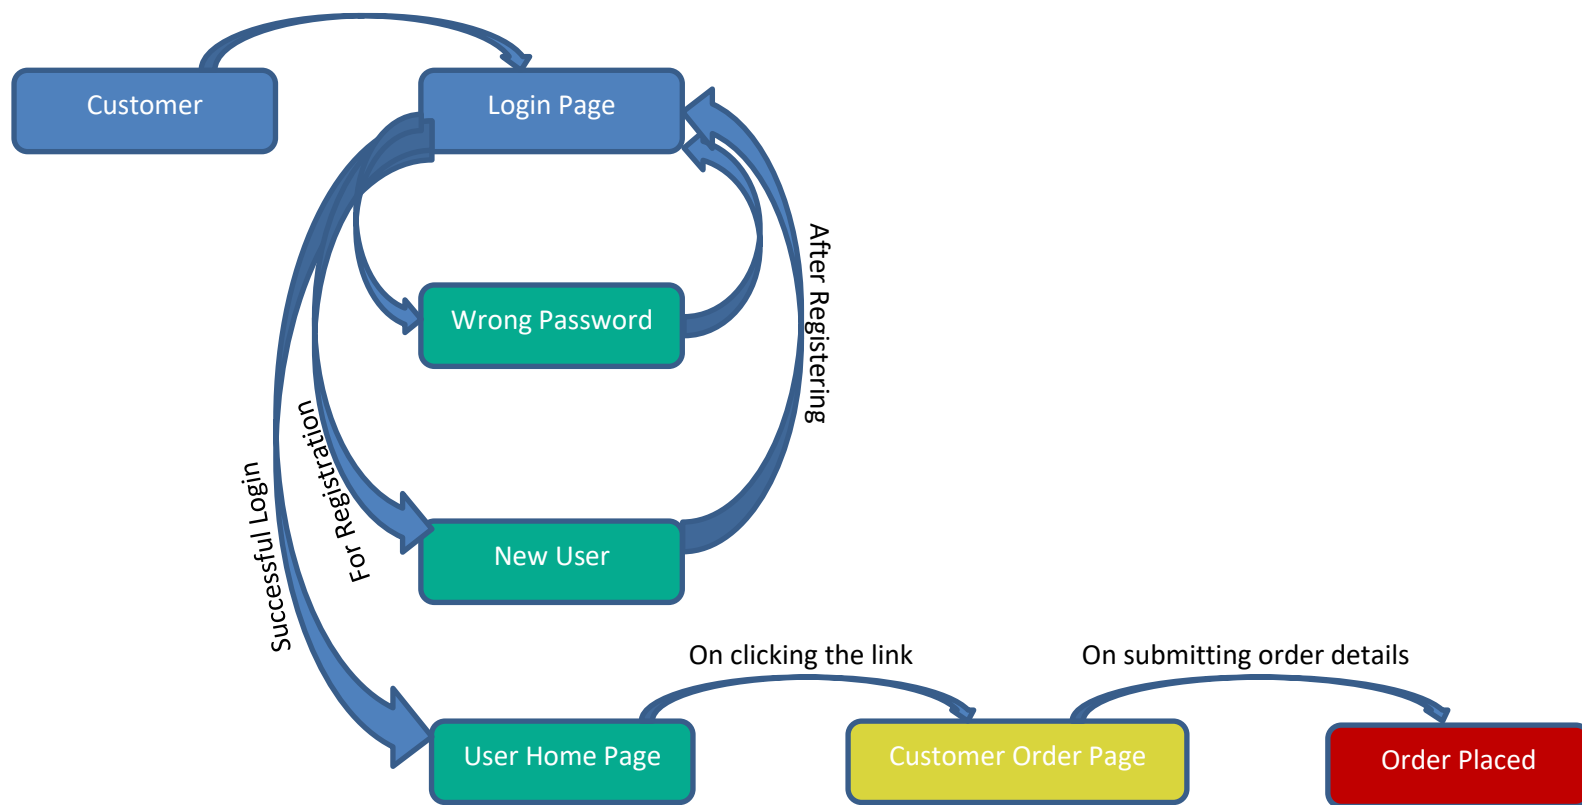 Customer
Login Page
Wrong Password
After Registering
For Registration
Successful Login
New User
On clicking the link
On submitting order details
User Home Page
Customer Order Page
Order Placed